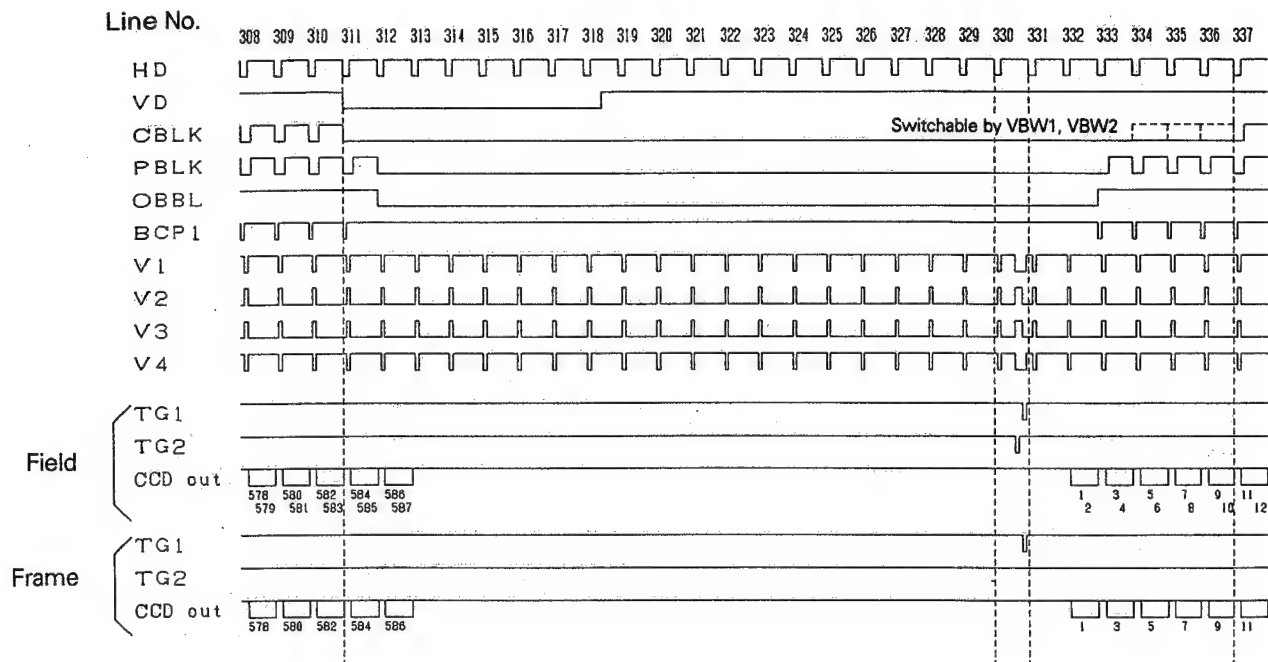 Line No.
308 309 310 311 312 313 314 315 316 317 318 319 320 321 322 323 324 325 326 327 328 329 330 331 332 333 334 335 336 337
HD
VD
CBLK Switchable by VBW1, VBW2
PBLK
OBBL
BCP1
V1
V2
V3
V4
Field
TG1
TG2
CCD out
578 580 582 584 586 1 3 5 7 9 11
579 581 583 585 587 2 4 6 8 10 12
Frame
TG1
TG2
CCD out
578 580 582 584 586 1 3 5 7 9 11